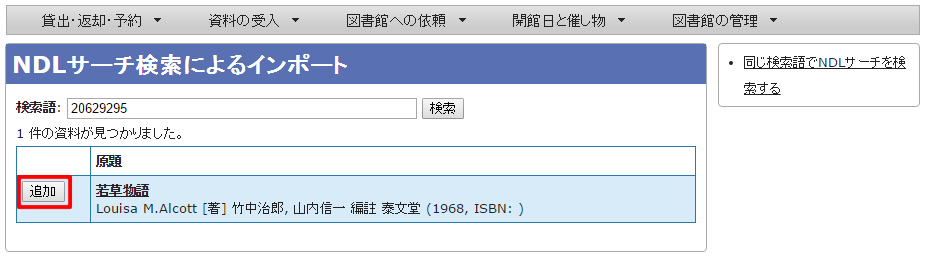 貸出・返却・予約 ▼ 資料の受入 ▼ 図書館への依頼 ▼ 開館日と催し物 ▼ 図書館の管理 ▼
NDLサーチ検索によるインポート
検索語: 20629295 検索
1 件の資料が見つかりました。
原題
追加 若草物語
Louisa M.Alcott [著] 竹中治郎, 山内信一 編註 泰文堂 (1968, ISBN: )
• 同じ検索語でNDLサーチを検
索する